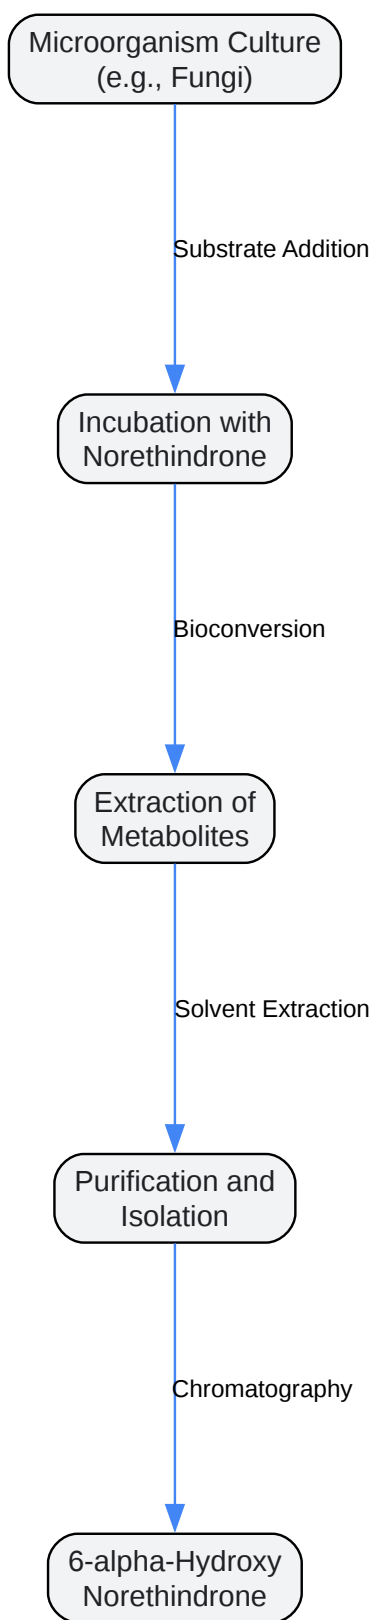 Microorganism Culture
(e.g., Fungi)
Substrate Addition
Incubation with
Norethindrone
Bioconversion
Extraction of
Metabolites
Solvent Extraction
Purification and
Isolation
Chromatography
6-alpha-Hydroxy
Norethindrone